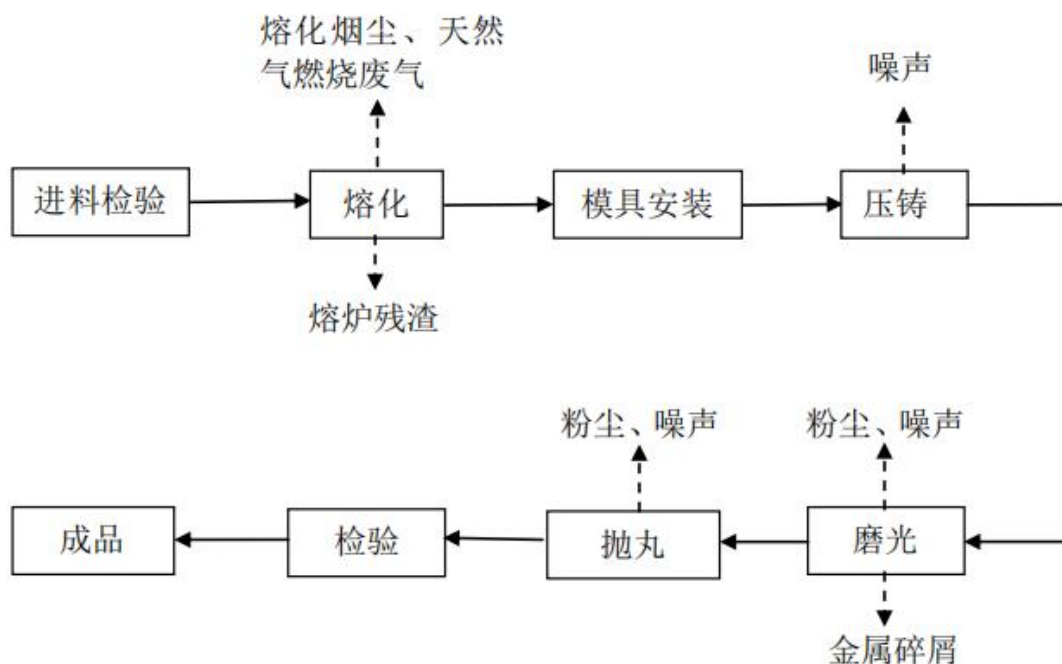 熔化烟尘、天然
气燃烧废气
噪声
进料检验
熔化
模具安装
压铸
熔炉残渣
粉尘、噪声
粉尘、噪声
成品
检验
抛丸
磨光
金属碎屑